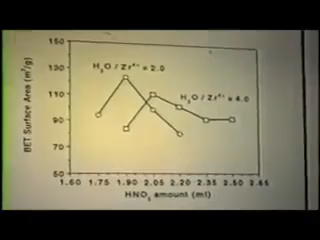 150
130
110
90
70
50
BET Surface Area (m²/g)
H₂O / Zr⁴⁺ = 2.0
H₂O / Zr⁴⁺ = 4.0
1.60 1.75 1.90 2.05 2.20 2.35 2.50 2.65
HNO₃ amount (ml)